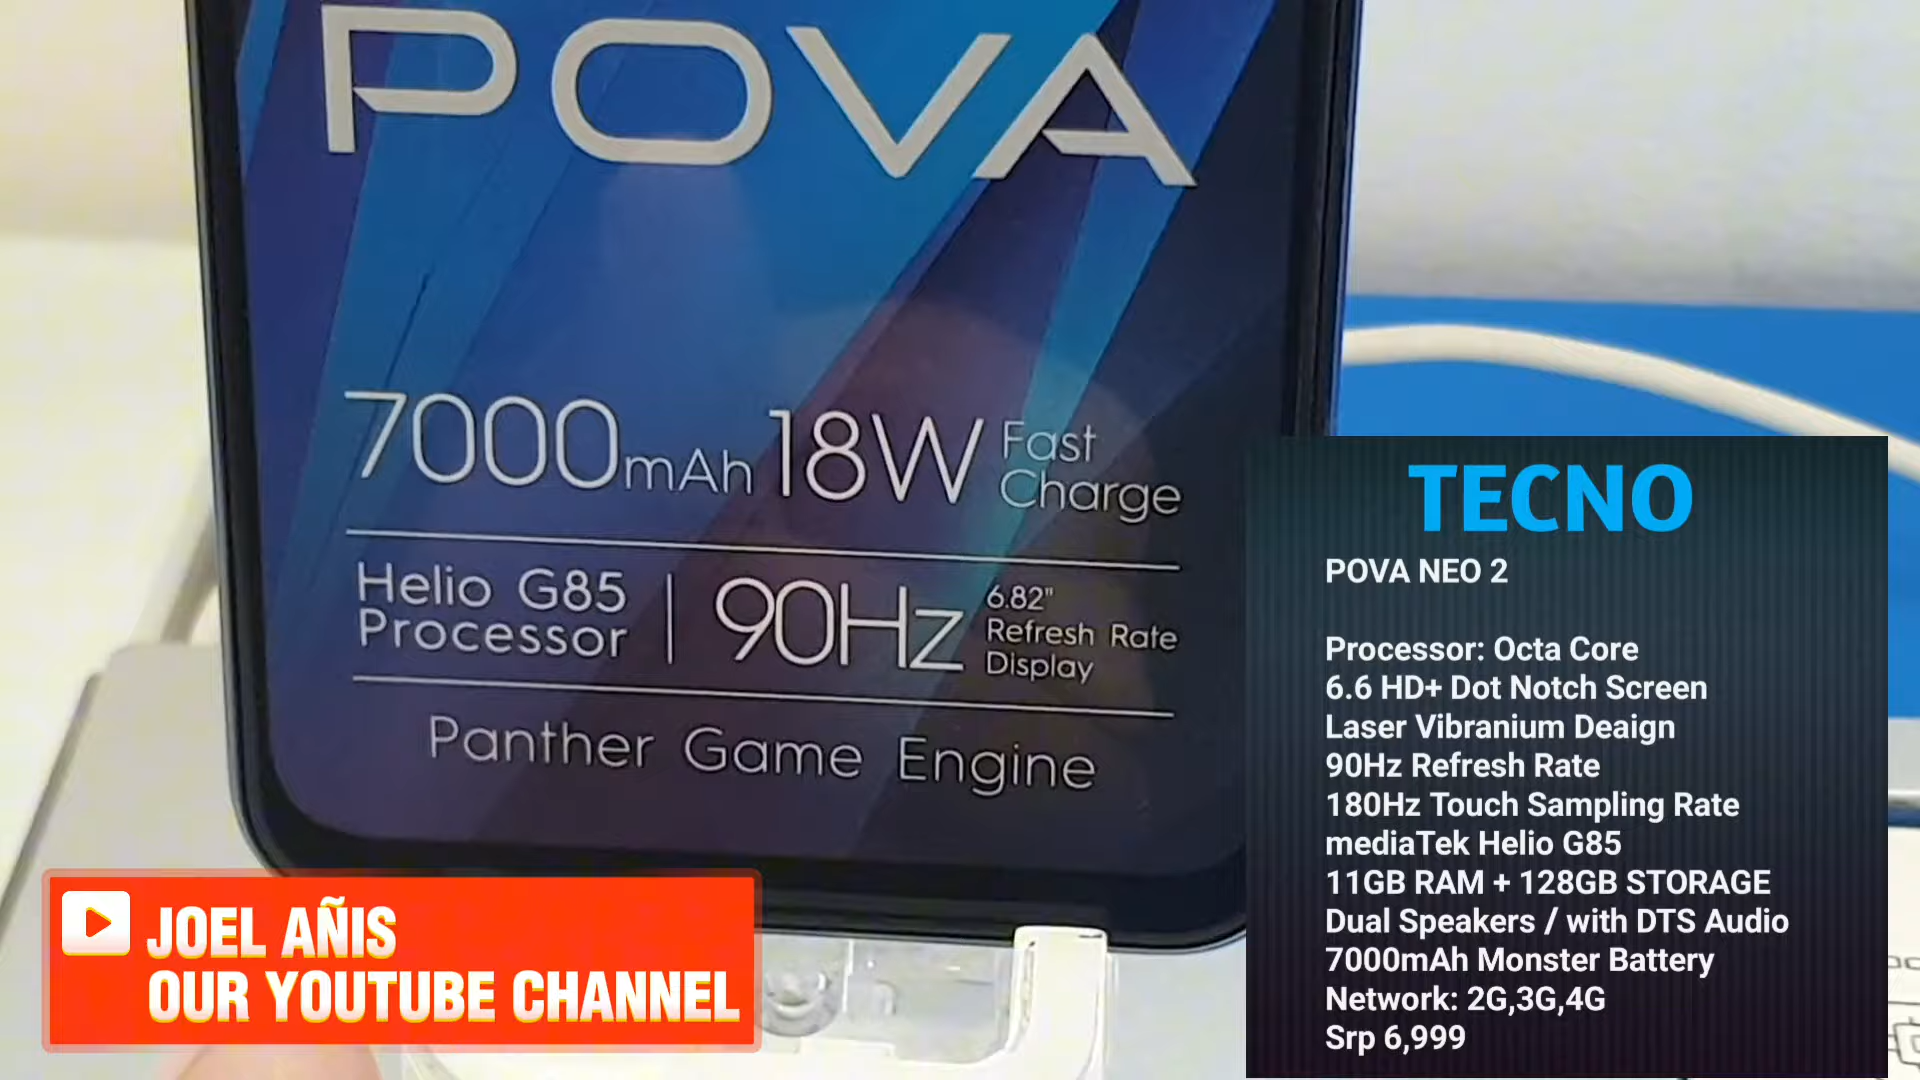 POVA
7000mAh 18W Fast Charge
Helio G85 Processor | 90Hz 6.82" Refresh Rate Display
Panther Game Engine
TECNO
POVA NEO 2
Processor: Octa Core
6.6 HD+ Dot Notch Screen
Laser Vibranium Deaign
90Hz Refresh Rate
180Hz Touch Sampling Rate
mediaTek Helio G85
11GB RAM + 128GB STORAGE
Dual Speakers / with DTS Audio
7000mAh Monster Battery
Network: 2G,3G,4G
Srp 6,999
JOEL AÑIS
OUR YOUTUBE CHANNEL